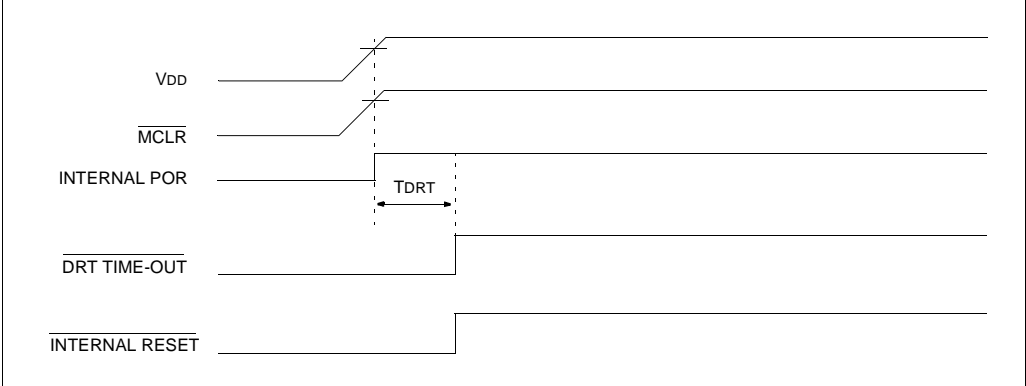 VDD
MCLR
INTERNAL POR
TDRT
DRT TIME-OUT
INTERNAL RESET